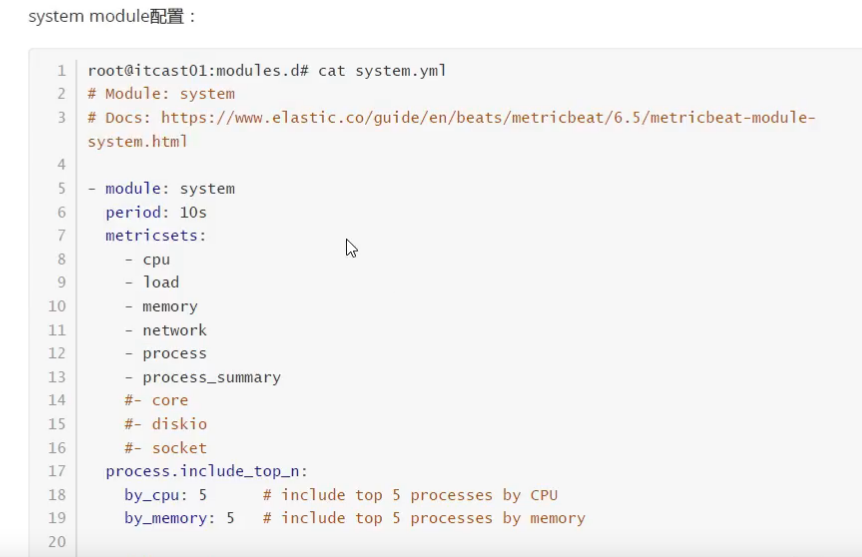 system module配置：
1 root@itcast01:modules.d# cat system.yml
2 # Module: system
3 # Docs: https://www.elastic.co/guide/en/beats/metricbeat/6.5/metricbeat-module-
system.html
4
5 - module: system
6 period: 10s
7 metricsets:
8 - cpu
9 - load
10 - memory
11 - network
12 - process
13 - process_summary
14 #- core
15 #- diskio
16 #- socket
17 process.include_top_n:
18 by_cpu: 5 # include top 5 processes by CPU
19 by_memory: 5 # include top 5 processes by memory
20